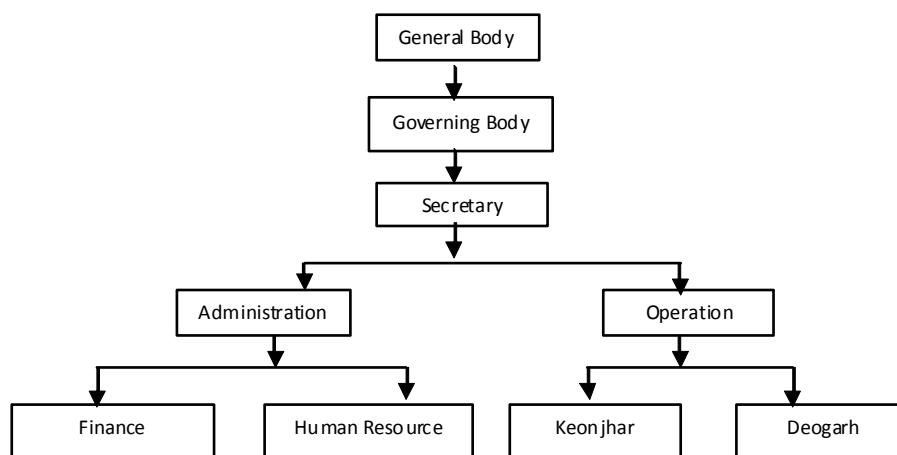 General Body
Governing Body
Secretary
Administration
Operation
Finance
Human Resource
Keonjhar
Deogarh